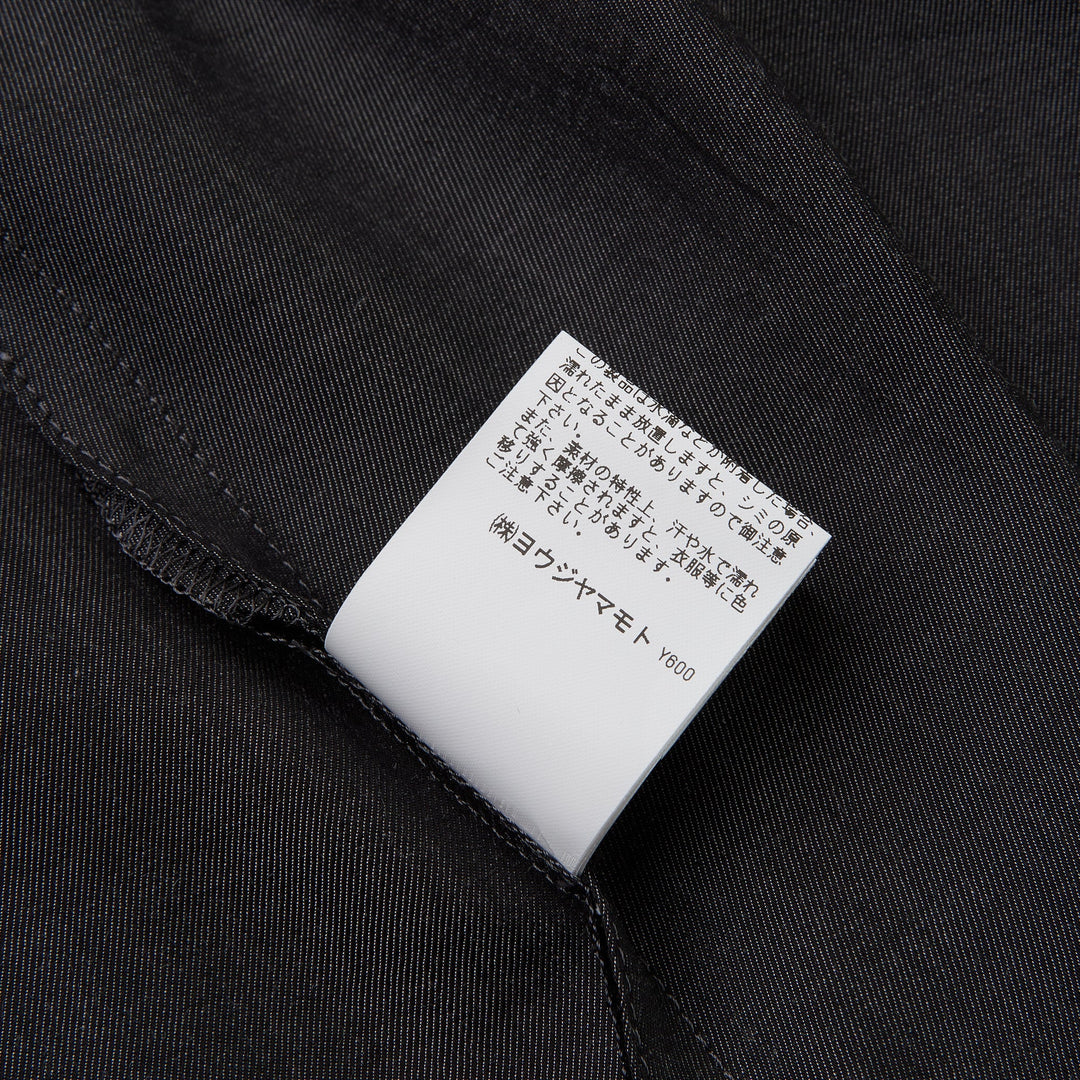 この製品は水滴などが付着した場合、
濡れたまま放置しますと、シミの原
因となることがありますので御注意
下さい。
また、素材の特性上、汗や水で濡れ
て強く摩擦されますと、衣服等に色
移りすることがあります。
ご注意下さい。
㈱ヨウジヤマモト
Y600